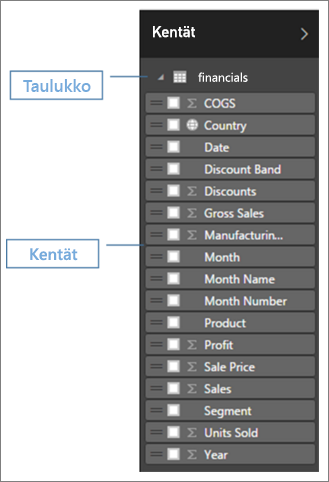 Kentät
Taulukko
financials
COGS
Country
Date
Discount Band
Discounts
Gross Sales
Manufacturin...
Kentät
Month
Month Name
Month Number
Product
Profit
Sale Price
Sales
Segment
Units Sold
Year